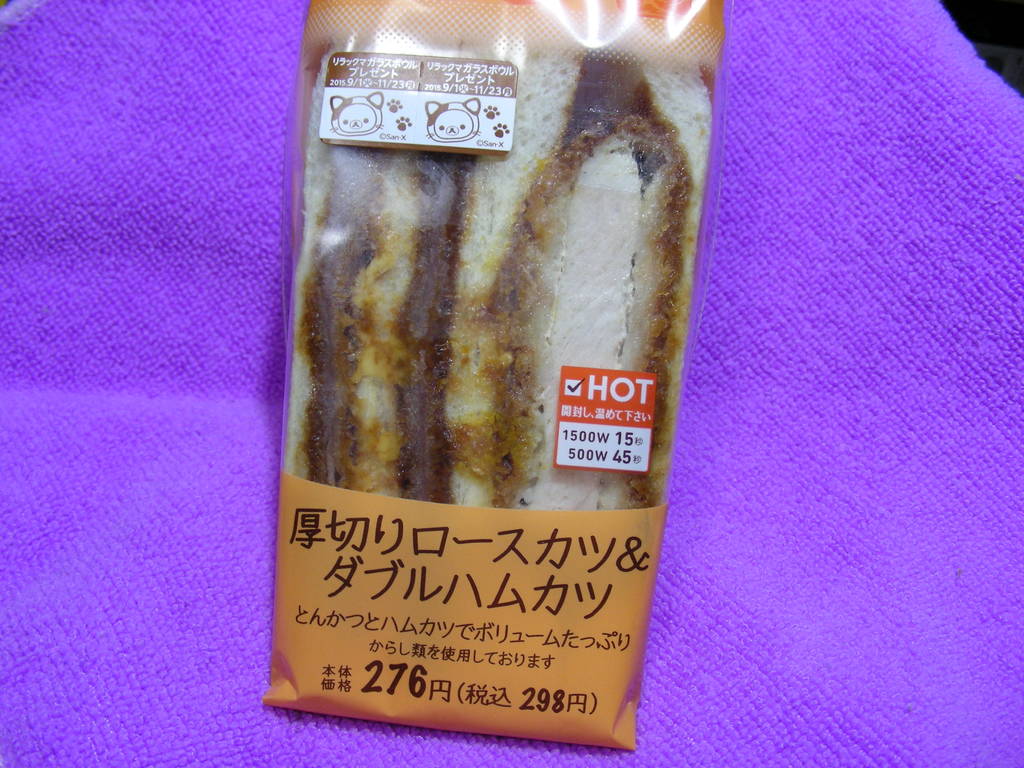 リラックマ ガラスボウル
プレゼント
2015.9/1㊋~11/23㊊
©San-X
リラックマ ガラスボウル
プレゼント
2015.9/1㊋~11/23㊊
©San-X
HOT
開封し、温めて下さい
1500W 15秒
500W 45秒
厚切りロースカツ&
ダブルハムカツ
とんかつとハムカツでボリュームたっぷり
からし類を使用しております
本体価格 276円(税込 298円)